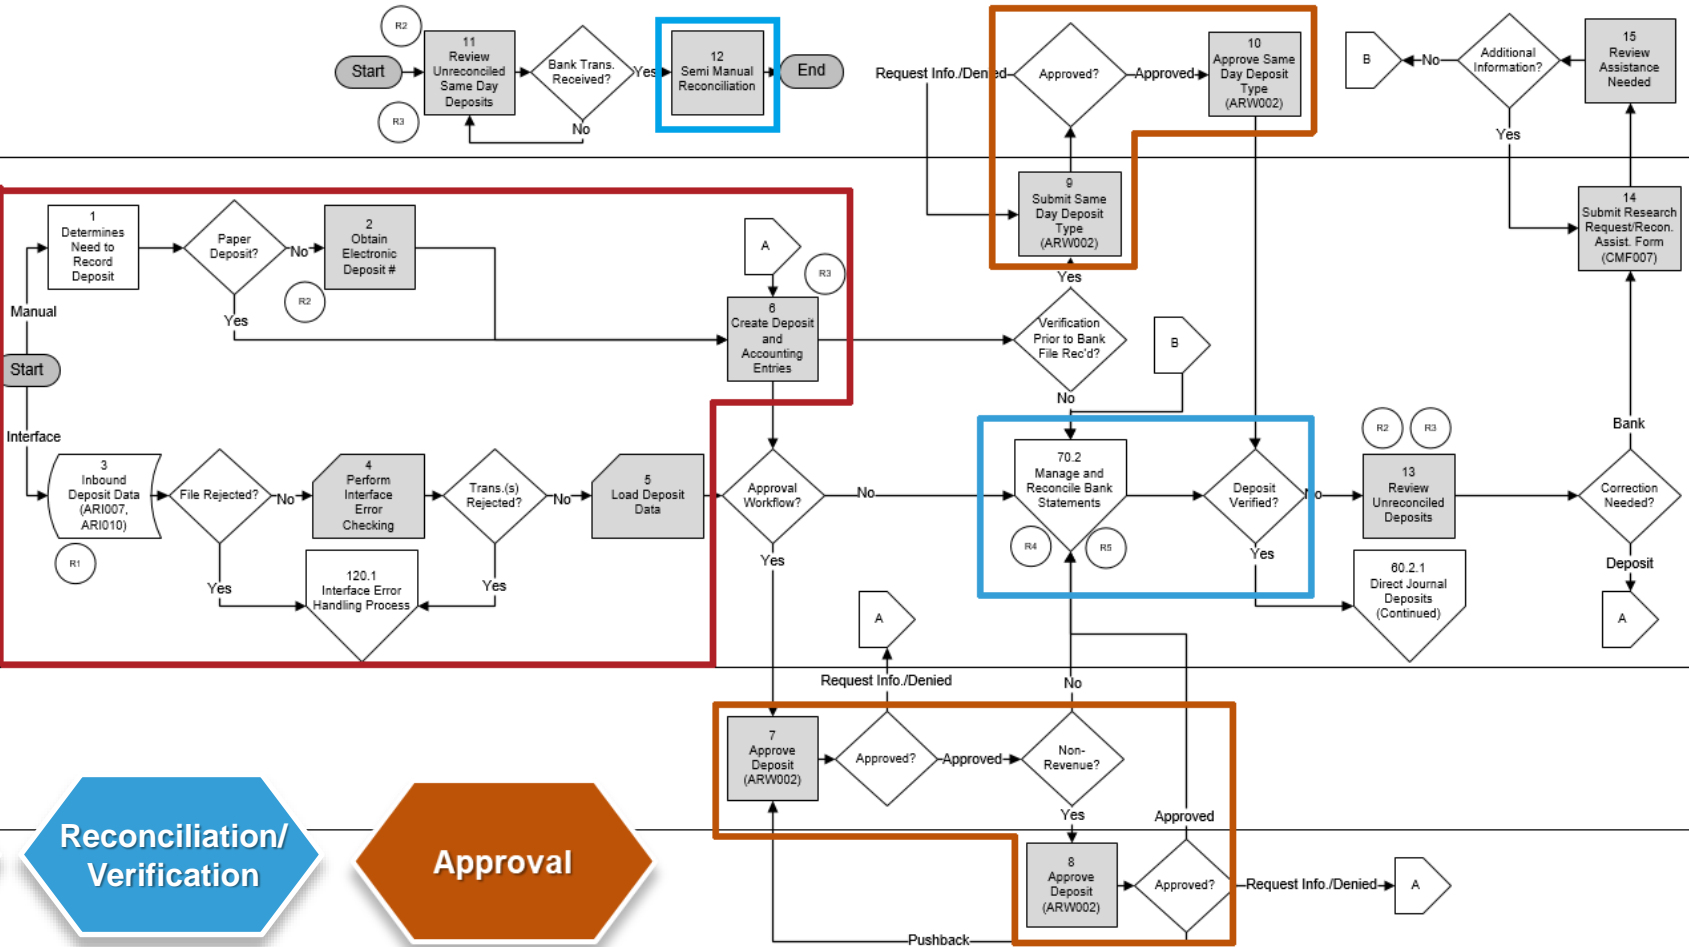 R2
Start
11
Review
Unreconciled
Same Day
Deposits
R3
Bank Trans.
Received?
Yes
No
12
Semi Manual
Reconciliation
End
Request Info./Denied
Approved?
Approved
10
Approve Same
Day Deposit
Type
(ARW002)
B
No
Additional
Information?
Yes
15
Review
Assistance
Needed
1
Determines
Need to
Record
Deposit
Paper
Deposit?
No
Yes
2
Obtain
Electronic
Deposit #
R2
A
R3
6
Create Deposit
and
Accounting
Entries
9
Submit Same
Day Deposit
Type
(ARW002)
Yes
Verification
Prior to Bank
File Rec'd?
No
B
14
Submit Research
Request/Recon.
Assist. Form
(CMF007)
Manual
Start
Interface
3
Inbound
Deposit Data
(ARI007,
ARI010)
R1
File Rejected?
No
Yes
4
Perform
Interface
Error
Checking
Trans.(s)
Rejected?
No
Yes
5
Load Deposit
Data
120.1
Interface Error
Handling Process
Approval
Workflow?
No
Yes
70.2
Manage and
Reconcile Bank
Statements
R4
R5
Deposit
Verified?
No
Yes
R2
R3
13
Review
Unreconciled
Deposits
60.2.1
Direct Journal
Deposits
(Continued)
Bank
Correction
Needed?
Deposit
A
A
Request Info./Denied
No
7
Approve
Deposit
(ARW002)
Approved?
Approved
Non-
Revenue?
Yes
Approved
8
Approve
Deposit
(ARW002)
Approved?
Request Info./Denied
A
Pushback
Reconciliation/
Verification
Approval